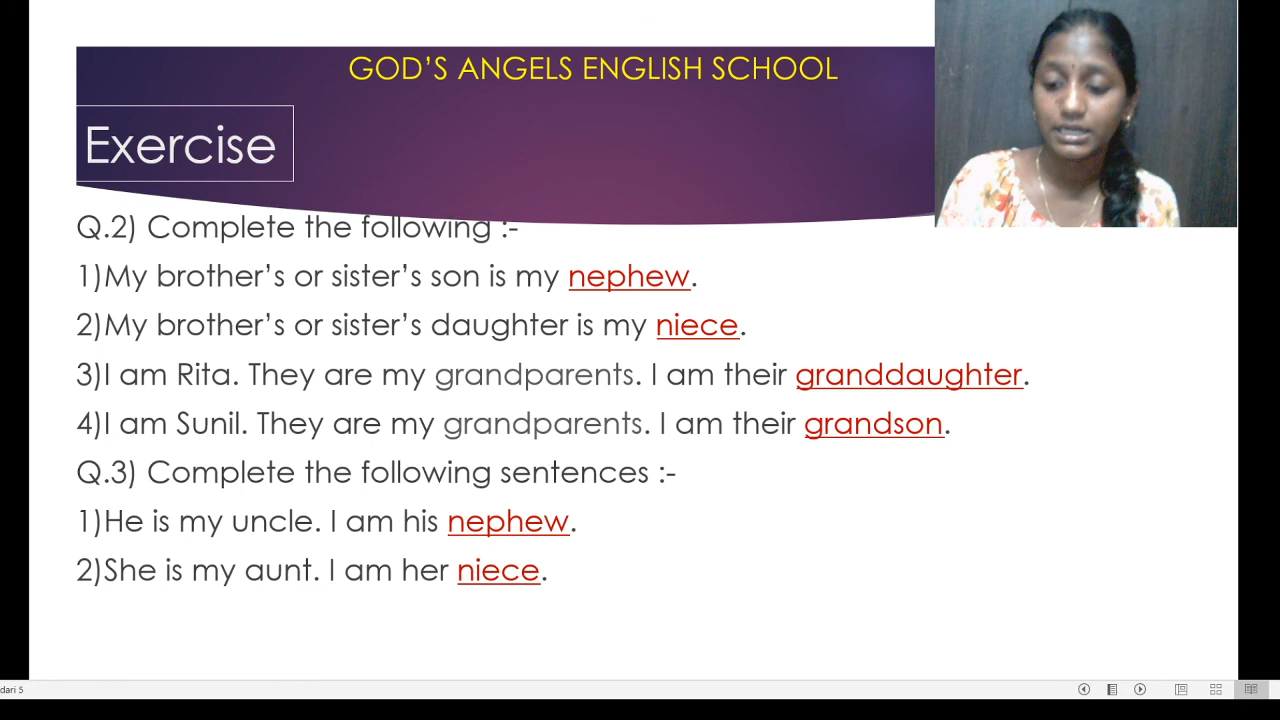 GOD’S ANGELS ENGLISH SCHOOL
Exercise
Q.2) Complete the following :-
1)My brother’s or sister’s son is my nephew.
2)My brother’s or sister’s daughter is my niece.
3)I am Rita. They are my grandparents. I am their granddaughter.
4)I am Sunil. They are my grandparents. I am their grandson.
Q.3) Complete the following sentences :-
1)He is my uncle. I am his nephew.
2)She is my aunt. I am her niece.
dari 5